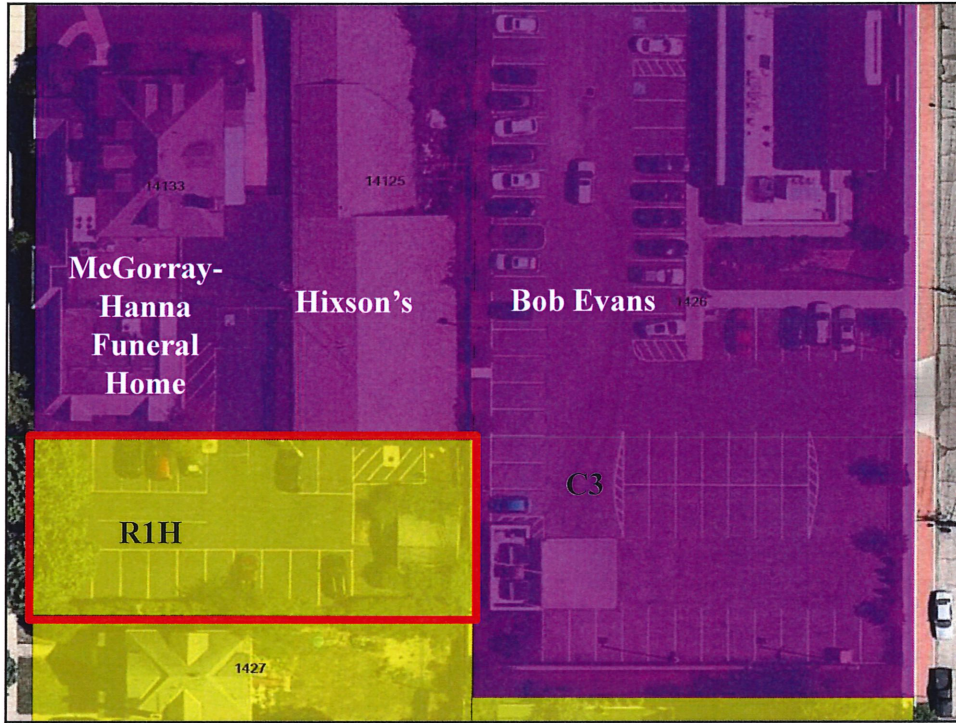 14133
14125
McGorray-
Hanna
Funeral
Home
Hixson's
Bob Evans
1426
C3
R1H
1427